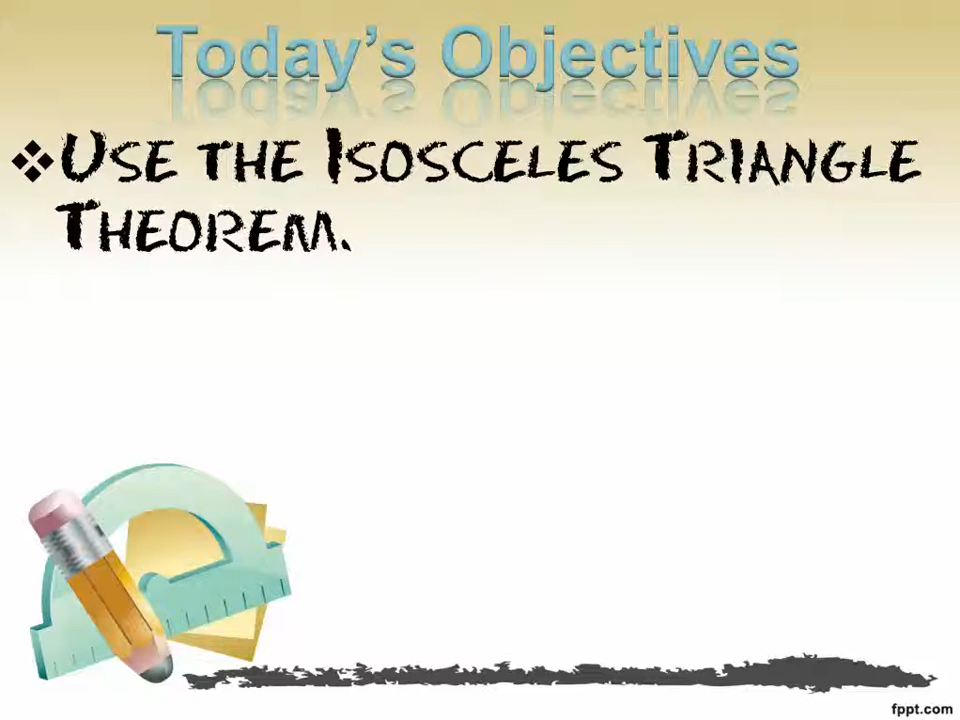 Today's Objectives
❖Use the Isosceles Triangle
Theorem.
fppt.com